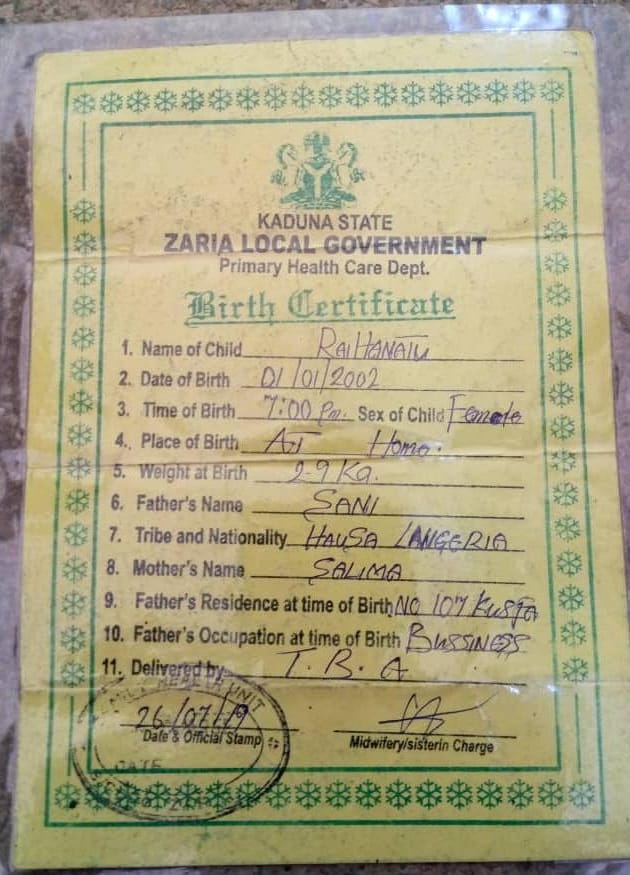 KADUNA STATE
ZARIA LOCAL GOVERNMENT
Primary Health Care Dept.
Birth Certificate
1. Name of Child RAIHANATU
2. Date of Birth 01/01/2002
3. Time of Birth 7:00 Pm. Sex of Child Female
4. Place of Birth AT Home.
5. Weight at Birth 2-9 Kg.
6. Father's Name SANI
7. Tribe and Nationality HAUSA /ANGERIA
8. Mother's Name SALIMA
9. Father's Residence at time of Birth NO 107 KUSFA
10. Father's Occupation at time of Birth BUSSINESS
11. Delivered by T.B.A
HEALTH UNIT
26/07/19
Date & Official Stamp
Midwifery/sisterin Charge
DATE